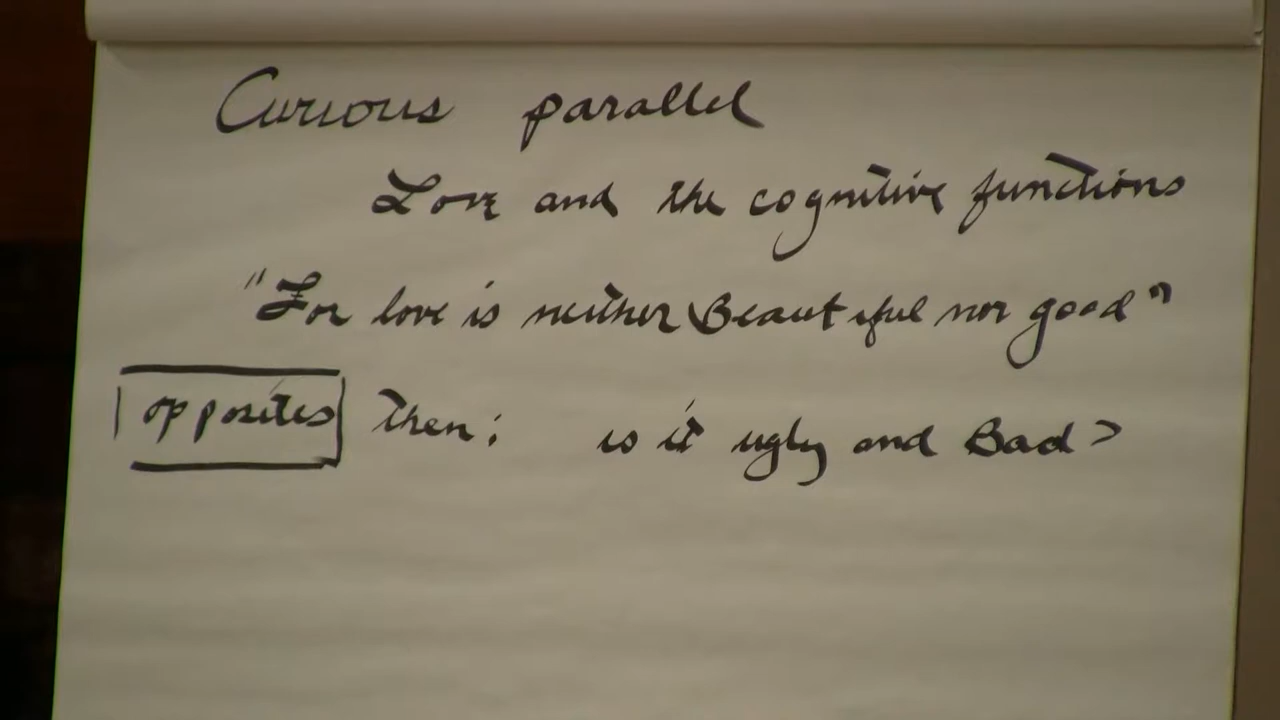 Curious parallel
Love and the cognitive functions
"For love is neither Beautiful nor good"
opposites then: is it ugly and Bad?